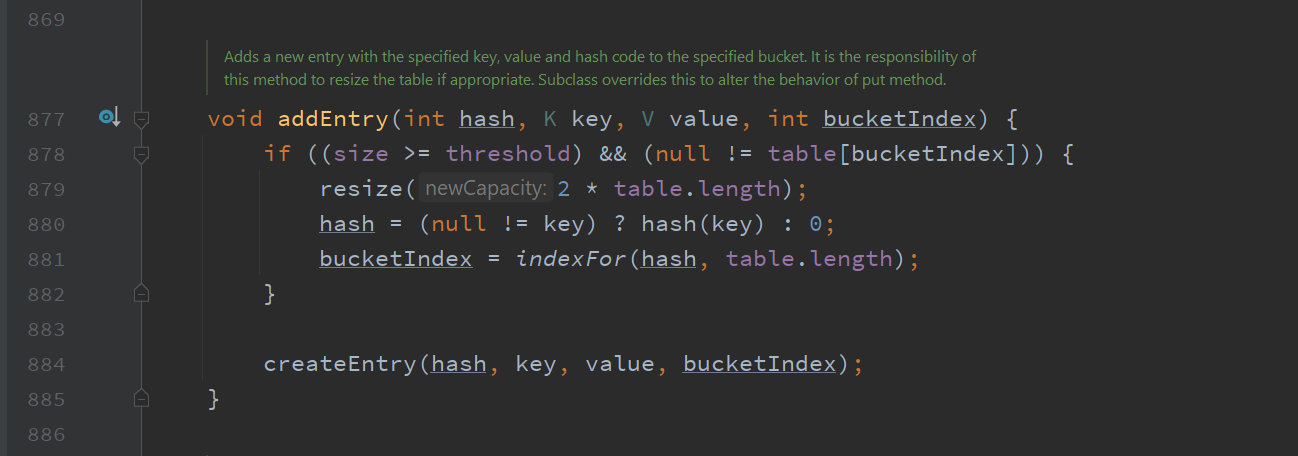 869
Adds a new entry with the specified key, value and hash code to the specified bucket. It is the responsibility of
this method to resize the table if appropriate. Subclass overrides this to alter the behavior of put method.
877 void addEntry(int hash, K key, V value, int bucketIndex) {
878 if ((size >= threshold) && (null != table[bucketIndex])) {
879 resize( newCapacity: 2 * table.length);
880 hash = (null != key) ? hash(key) : 0;
881 bucketIndex = indexFor(hash, table.length);
882 }
883
884 createEntry(hash, key, value, bucketIndex);
885 }
886